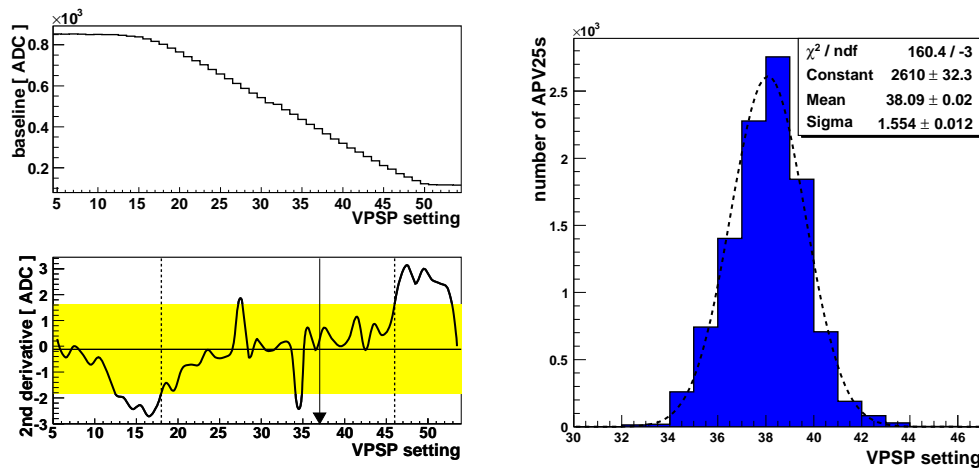 ×10³
baseline [ ADC ]
0.8
0.6
0.4
0.2
5 10 15 20 25 30 35 40 45 50
VPSP setting
2nd derivative [ ADC ]
3
2
1
0
-1
-2
-3
5 10 15 20 25 30 35 40 45 50
VPSP setting
×10³
number of APV25s
χ² / ndf 160.4 / -3
Constant 2610 ± 32.3
Mean 38.09 ± 0.02
Sigma 1.554 ± 0.012
2.5
2
1.5
1
0.5
0
30 32 34 36 38 40 42 44 46
VPSP setting